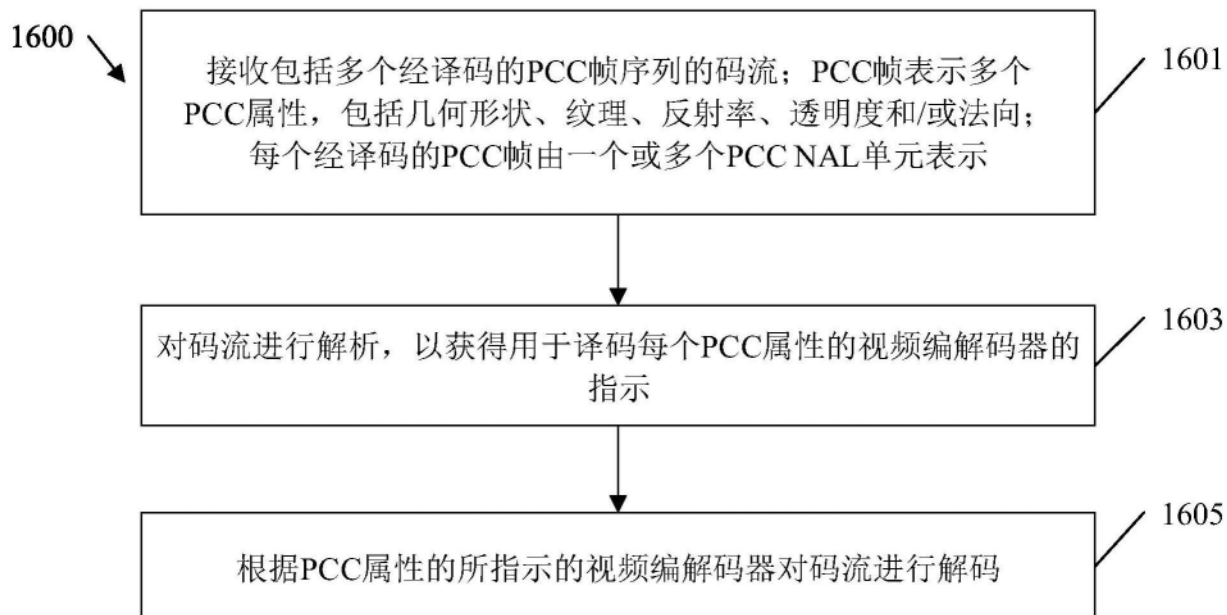 1600
接收包括多个经译码的PCC帧序列的码流；PCC帧表示多个
PCC属性，包括几何形状、纹理、反射率、透明度和/或法向；
每个经译码的PCC帧由一个或多个PCC NAL单元表示
1601
对码流进行解析，以获得用于译码每个PCC属性的视频编解码器的
指示
1603
根据PCC属性的所指示的视频编解码器对码流进行解码
1605